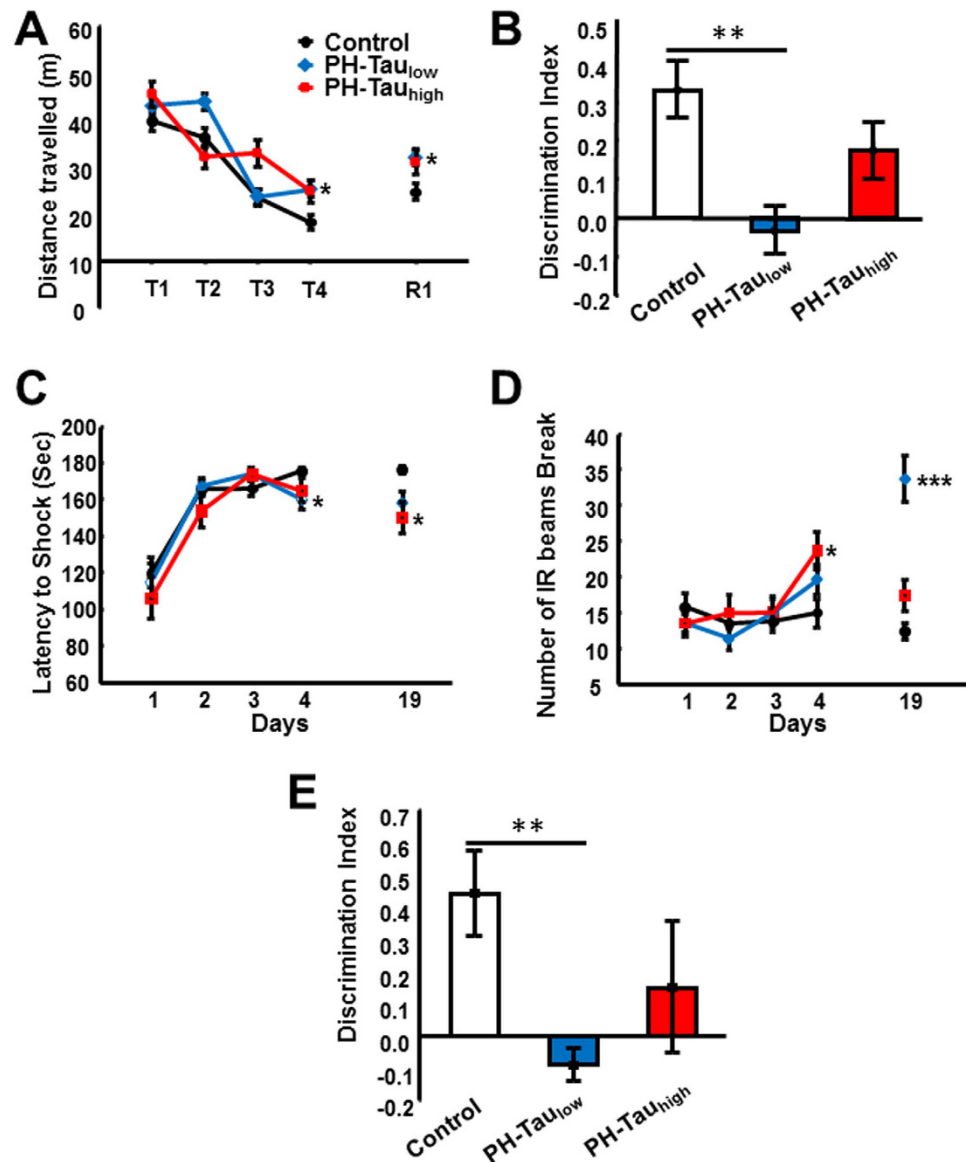 A
Distance travelled (m)
60
50
40
30
20
10
0
T1 T2 T3 T4 R1
Control
PH-Taulow
PH-Tauhigh
*
*
B
Discrimination Index
0.5
0.4
0.3
0.2
0.1
0.0
-0.1
-0.2
**
Control PH-Taulow PH-Tauhigh
C
Latency to Shock (Sec)
200
180
160
140
120
100
80
60
*
*
1 2 3 4 19
Days
D
Number of IR beams Break
40
35
30
25
20
15
10
5
*
***
1 2 3 4 19
Days
E
Discrimination Index
0.7
0.6
0.5
0.4
0.3
0.2
0.1
0.0
-0.1
-0.2
**
Control PH-Taulow PH-Tauhigh